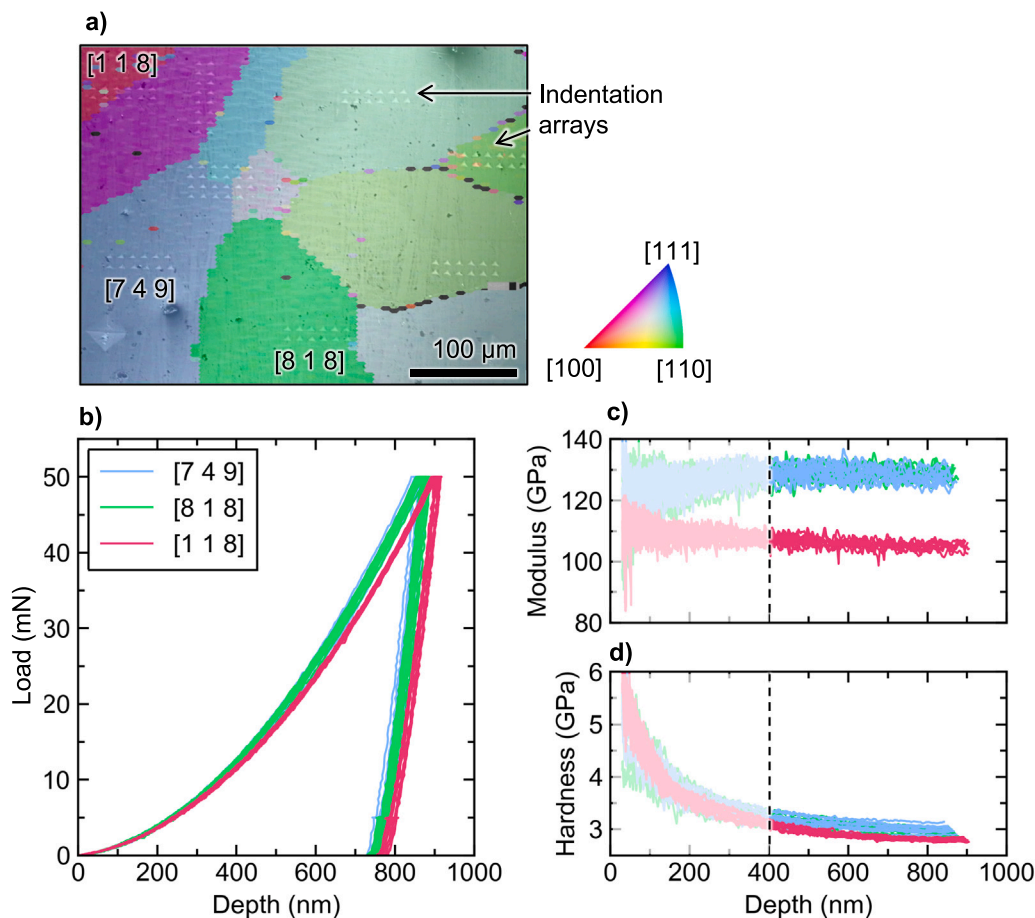 a)
[1 1 8]
Indentation
arrays
[7 4 9]
[8 1 8]
100 µm
[111]
[100]
[110]
b)
50
40
30
20
10
0
Load (mN)
[7 4 9]
[8 1 8]
[1 1 8]
0
200
400
600
800
1000
Depth (nm)
c)
140
120
100
80
Modulus (GPa)
d)
6
5
4
3
Hardness (GPa)
0
200
400
600
800
1000
Depth (nm)